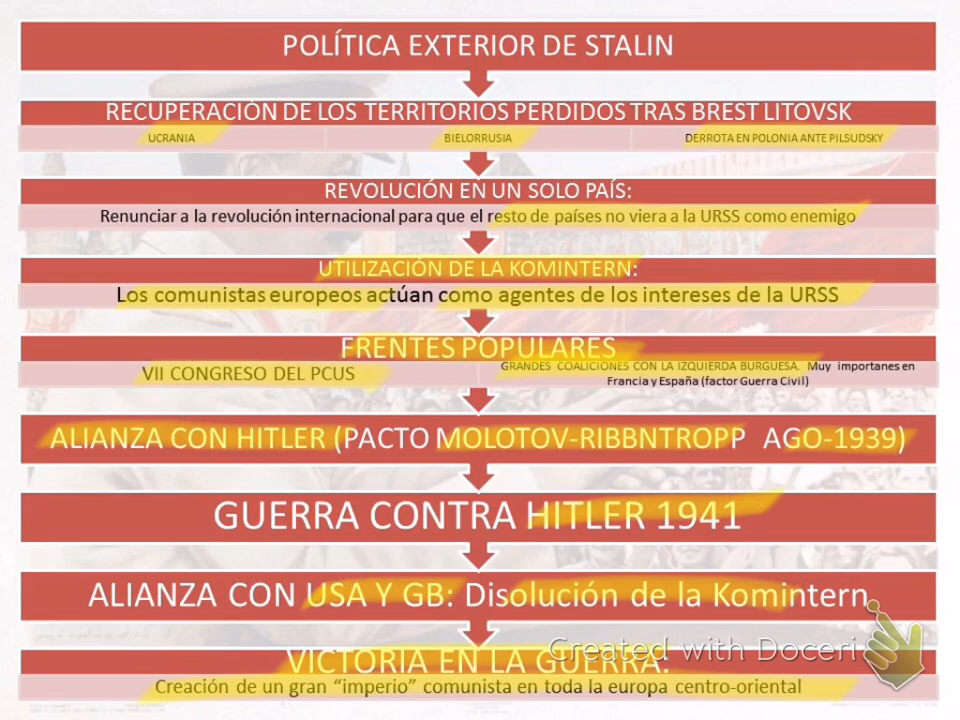 POLÍTICA EXTERIOR DE STALIN
RECUPERACIÓN DE LOS TERRITORIOS PERDIDOS TRAS BREST LITOVSK
UCRANIA
BIELORRUSIA
DERROTA EN POLONIA ANTE PILSUDSKY
REVOLUCIÓN EN UN SOLO PAÍS:
Renunciar a la revolución internacional para que el resto de países no viera a la URSS como enemigo
UTILIZACIÓN DE LA KOMINTERN:
Los comunistas europeos actúan como agentes de los intereses de la URSS
FRENTES POPULARES
VII CONGRESO DEL PCUS
GRANDES COALICIONES CON LA IZQUIERDA BURGUESA. Muy importanes en
Francia y España (factor Guerra Civil)
ALIANZA CON HITLER (PACTO MOLOTOV-RIBBNTROPP AGO-1939)
GUERRA CONTRA HITLER 1941
ALIANZA CON USA Y GB: Disolución de la Komintern
VICTORIA EN LA GUERRA:
Creación de un gran “imperio” comunista en toda la europa centro-oriental
Created with Doceri